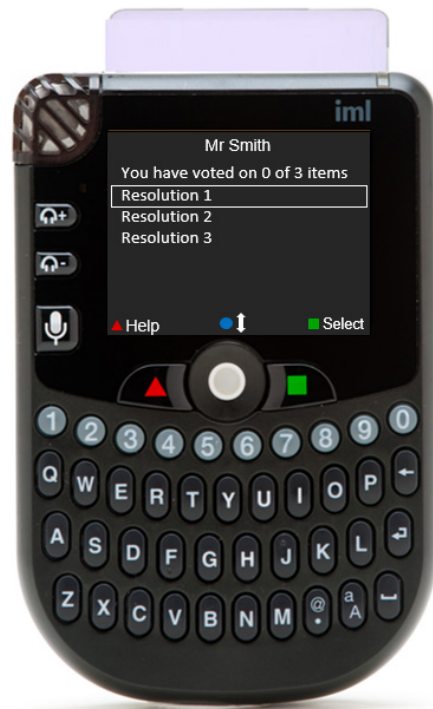 iml
Mr Smith
You have voted on 0 of 3 items
Resolution 1
Resolution 2
Resolution 3
Help
Select
1 2 3 4 5 6 7 8 9 0
Q W E R T Y U I O P
A S D F G H J K L
Z X C V B N M @ . a A